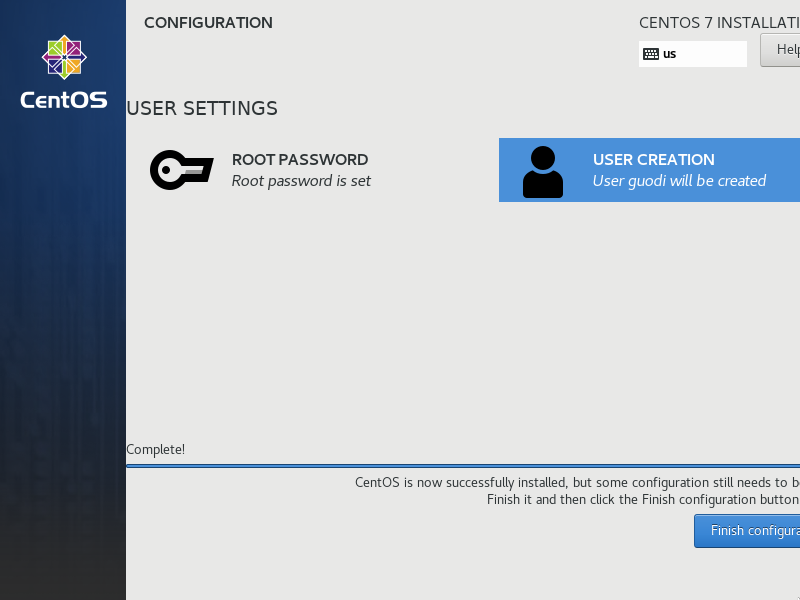 CONFIGURATION
CENTOS 7 INSTALLATI
us
Help
CentOS
USER SETTINGS
ROOT PASSWORD
Root password is set
USER CREATION
User guodi will be created
Complete!
CentOS is now successfully installed, but some configuration still needs to b
Finish it and then click the Finish configuration button
Finish configura